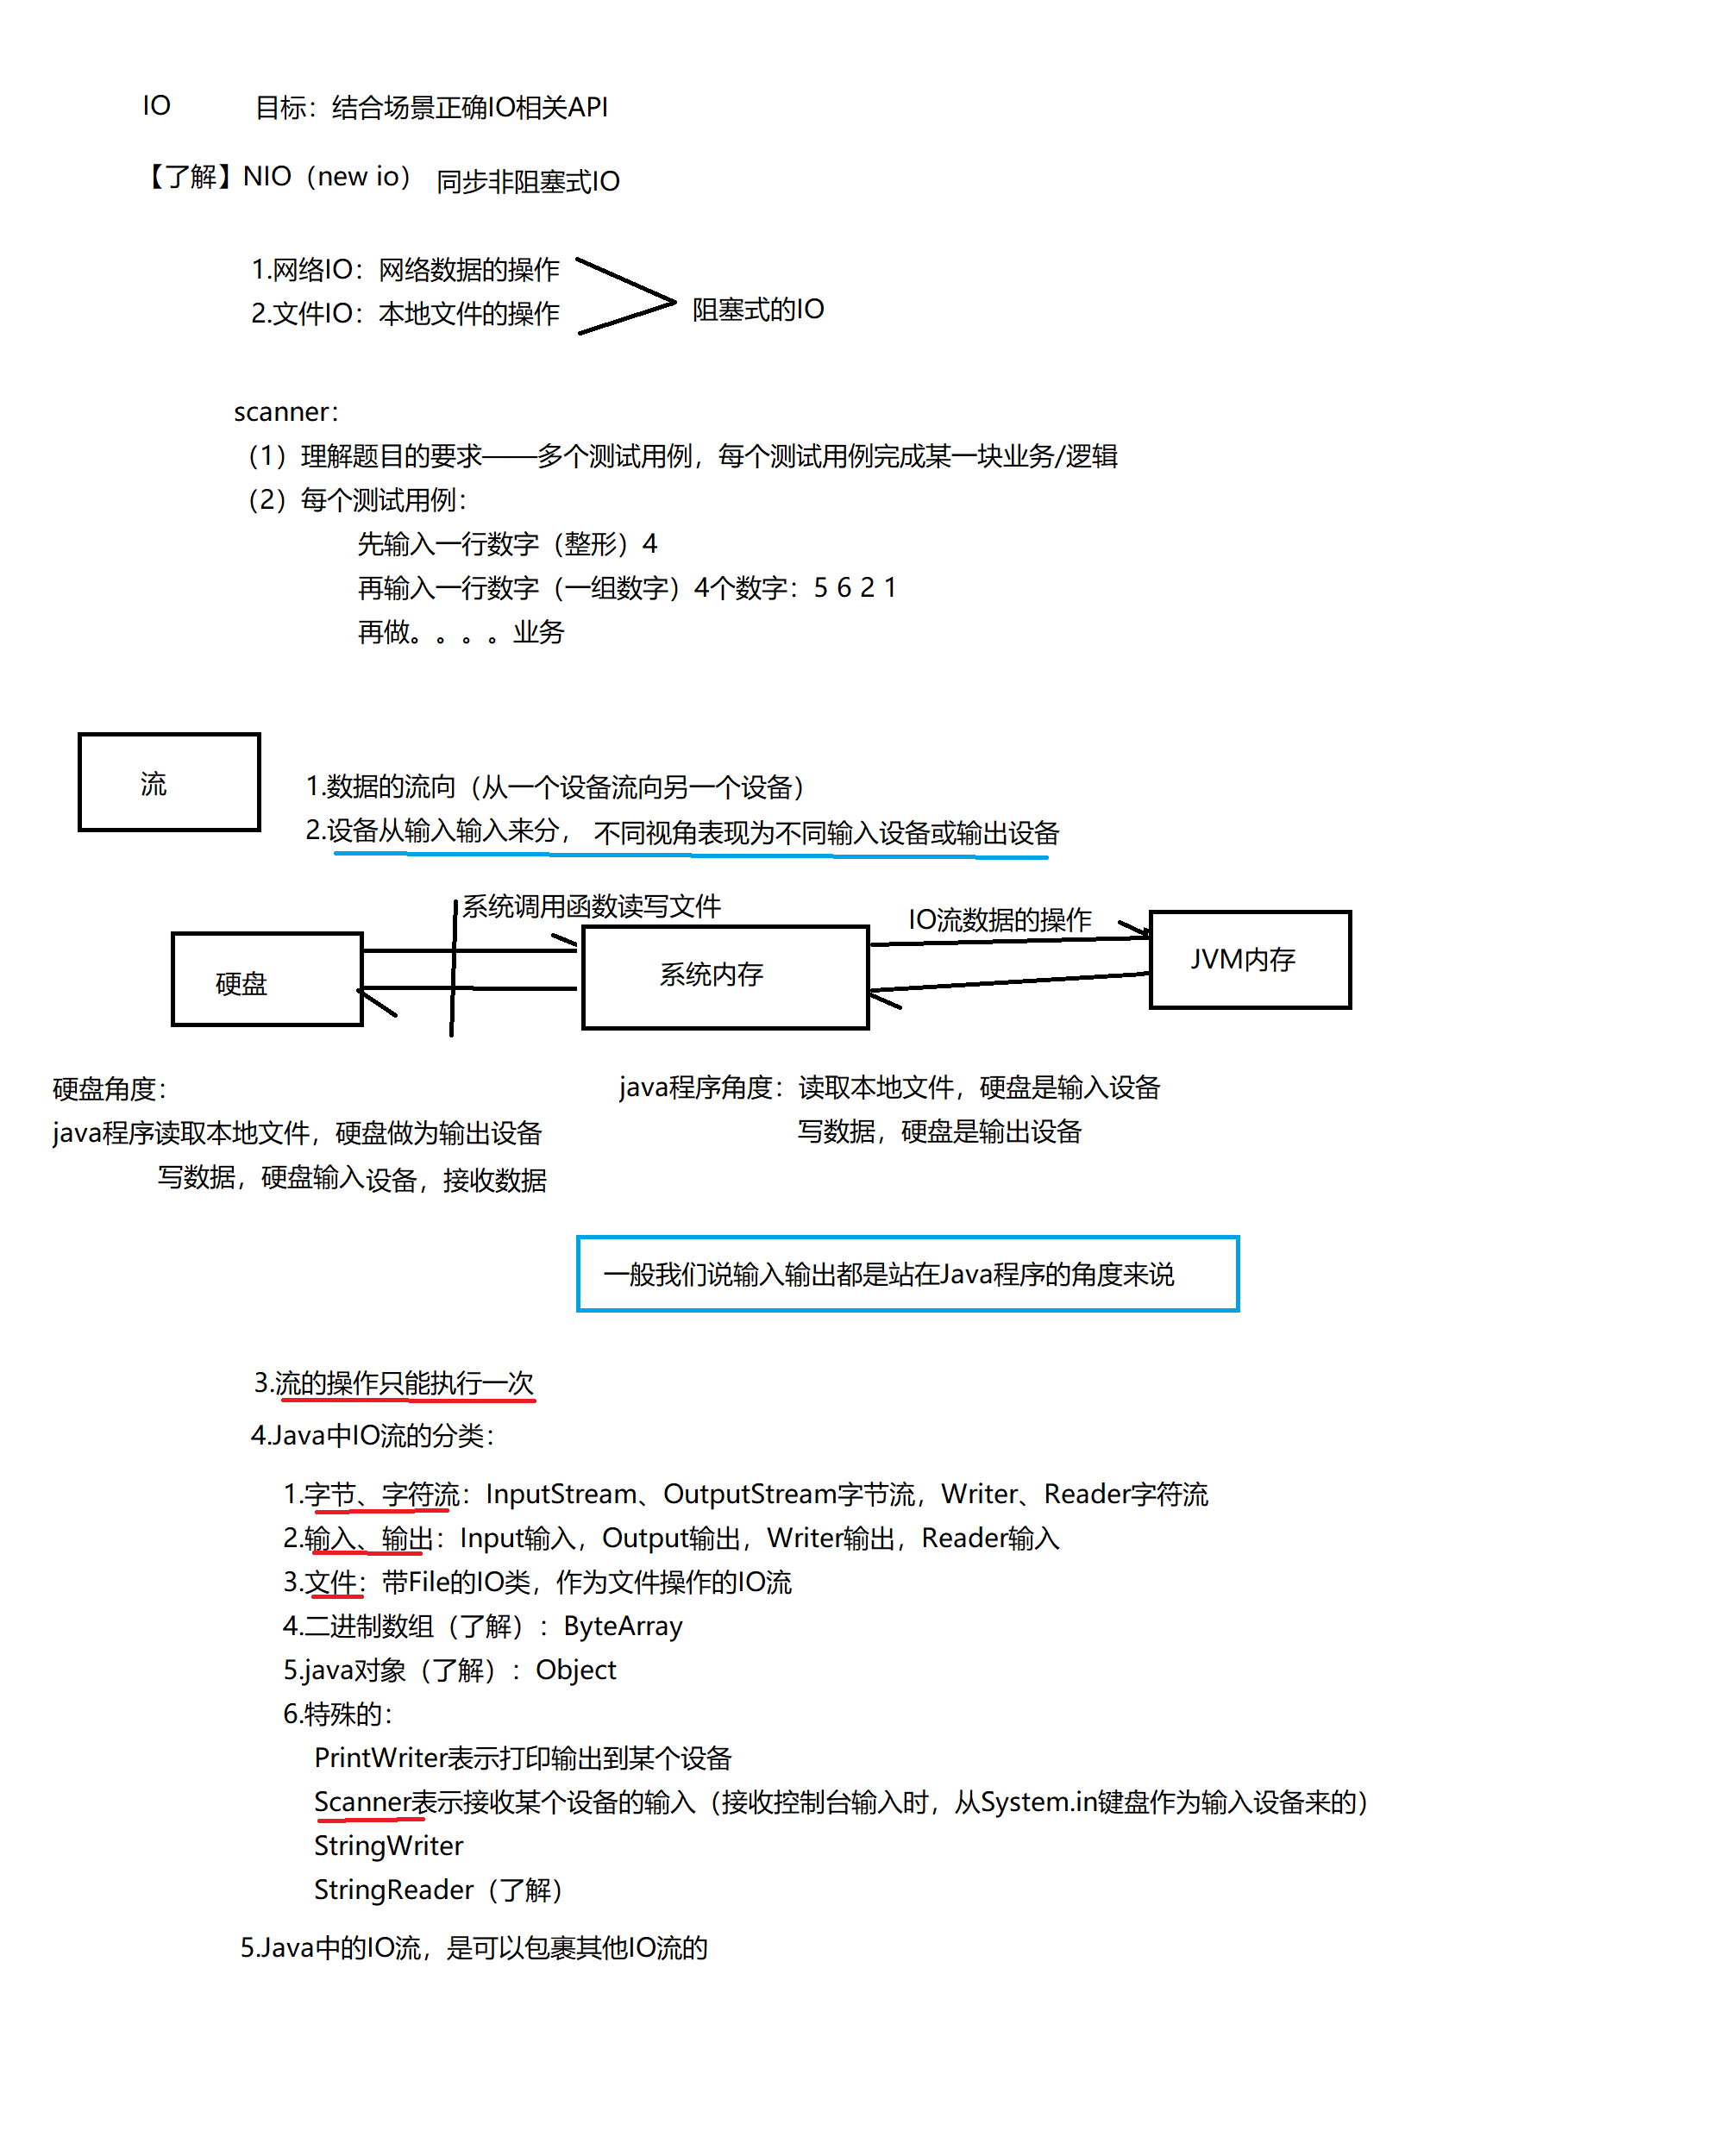 IO 目标：结合场景正确IO相关API
【了解】NIO（new io） 同步非阻塞式IO
1.网络IO：网络数据的操作
2.文件IO：本地文件的操作
阻塞式的IO
scanner：
（1）理解题目的要求——多个测试用例，每个测试用例完成某一块业务/逻辑
（2）每个测试用例：
先输入一行数字（整形）4
再输入一行数字（一组数字）4个数字：5 6 2 1
再做。。。。业务
流
1.数据的流向（从一个设备流向另一个设备）
2.设备从输入输入来分， 不同视角表现为不同输入设备或输出设备
系统调用函数读写文件
IO流数据的操作
硬盘
系统内存
JVM内存
硬盘角度：
java程序读取本地文件，硬盘做为输出设备
写数据，硬盘输入设备，接收数据
java程序角度：读取本地文件，硬盘是输入设备
写数据，硬盘是输出设备
一般我们说输入输出都是站在Java程序的角度来说
3.流的操作只能执行一次
4.Java中IO流的分类：
1.字节、字符流：InputStream、OutputStream字节流，Writer、Reader字符流
2.输入、输出：Input输入，Output输出，Writer输出，Reader输入
3.文件：带File的IO类，作为文件操作的IO流
4.二进制数组（了解）：ByteArray
5.java对象（了解）：Object
6.特殊的：
PrintWriter表示打印输出到某个设备
Scanner表示接收某个设备的输入（接收控制台输入时，从System.in键盘作为输入设备来的）
StringWriter
StringReader（了解）
5.Java中的IO流，是可以包裹其他IO流的